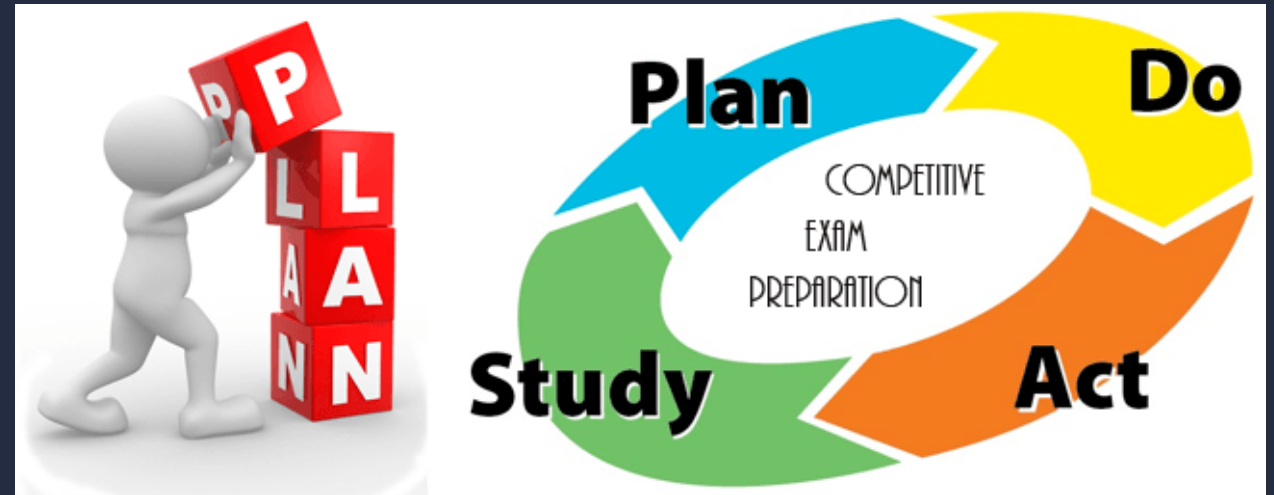 P P
L L
A A
N N
Plan
Do
COMPETITIVE
EXAM
PREPARATION
Study
Act